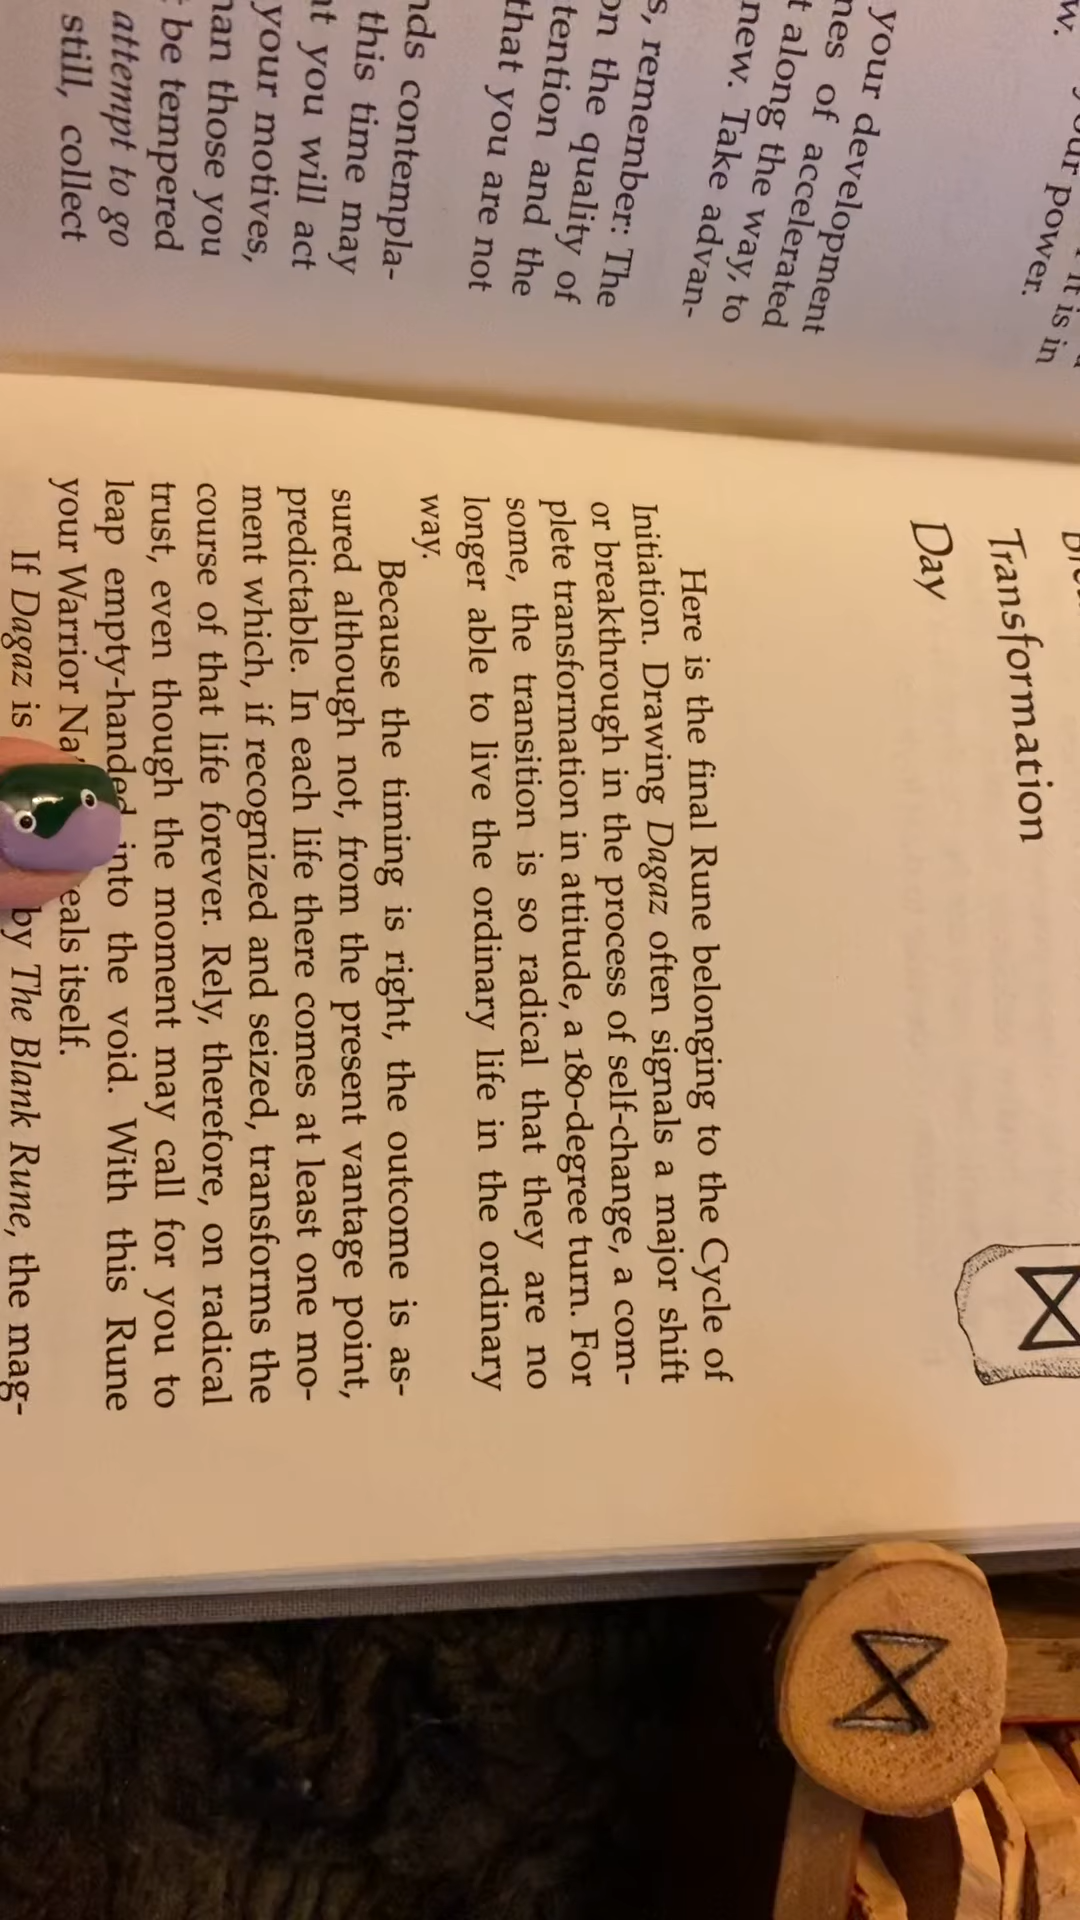 your development
nes of accelerated
t along the way, to
new. Take advan-
s, remember: The
on the quality of
tention and the
that you are not
nds contempla-
this time may
t you will act
your motives,
han those you
be tempered
attempt to go
still, collect
w.
it is in
our power.
Transformation
Day
Here is the final Rune belonging to the Cycle of
Initiation. Drawing Dagaz often signals a major shift
or breakthrough in the process of self-change, a com-
plete transformation in attitude, a 180-degree turn. For
some, the transition is so radical that they are no
longer able to live the ordinary life in the ordinary
way.
Because the timing is right, the outcome is as-
sured although not, from the present vantage point,
predictable. In each life there comes at least one mo-
ment which, if recognized and seized, transforms the
course of that life forever. Rely, therefore, on radical
trust, even though the moment may call for you to
leap empty-handed into the void. With this Rune
your Warrior Na eals itself.
If Dagaz is by The Blank Rune, the mag-